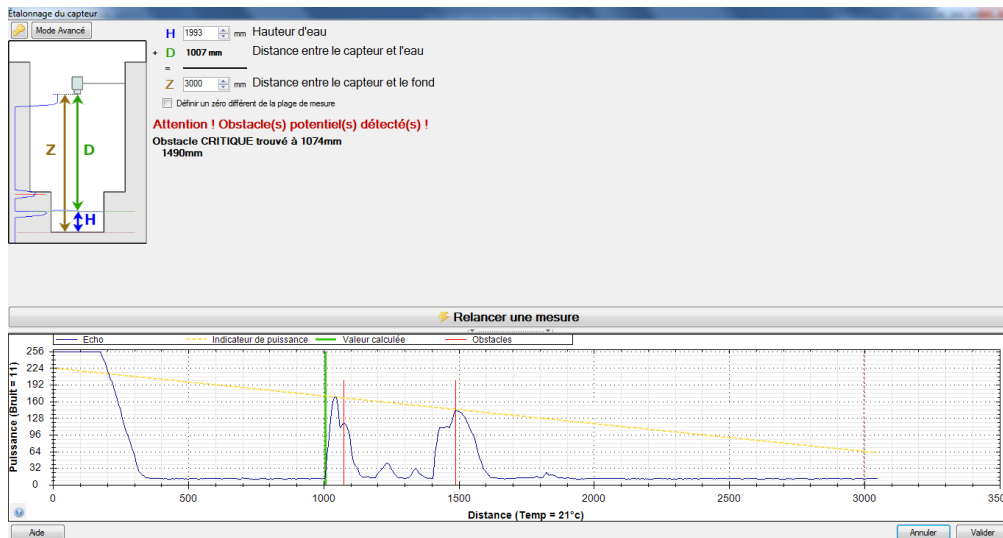 Étalonnage du capteur
Mode Avancé
H 1993 mm Hauteur d'eau
+ D 1007 mm Distance entre le capteur et l'eau
=
Z 3000 mm Distance entre le capteur et le fond
Définir un zéro différent de la plage de mesure
Attention ! Obstacle(s) potentiel(s) détecté(s) !
Obstacle CRITIQUE trouvé à 1074mm
1490mm
Z D
H
Relancer une mesure
Echo Indicateur de puissance Valeur calculée Obstacles
Puissance (Bruit = 11)
256
224
192
160
128
96
64
32
0
0 500 1000 1500 2000 2500 3000 350
Distance (Temp = 21°c)
Aide Annuler Valider